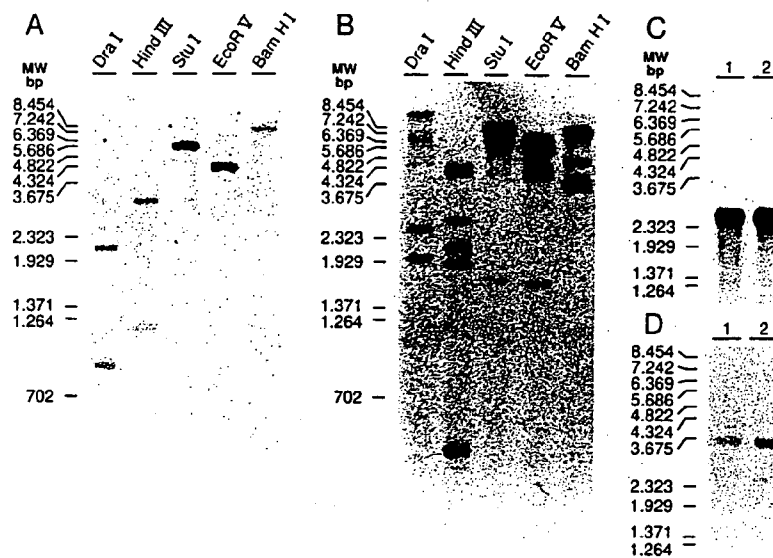 A
Dra I
Hind III
Stu I
EcoR V
Bam H I
MW
bp
8.454
7.242
6.369
5.686
4.822
4.324
3.675
2.323
1.929
1.371
1.264
702
B
Dra I
Hind III
Stu I
EcoR V
Bam H I
MW
bp
8.454
7.242
6.369
5.686
4.822
4.324
3.675
2.323
1.929
1.371
1.264
702
C
MW
bp
1 2
8.454
7.242
6.369
5.686
4.822
4.324
3.675
2.323
1.929
1.371
1.264
D
1 2
8.454
7.242
6.369
5.686
4.822
4.324
3.675
2.323
1.929
1.371
1.264